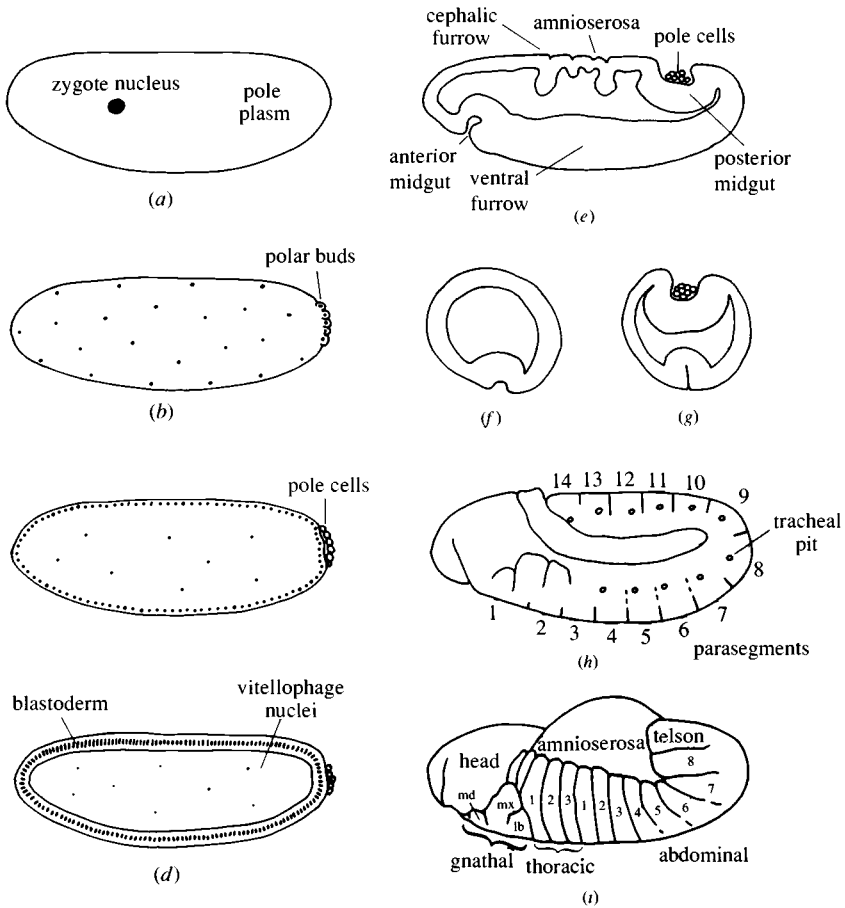 zygote nucleus
pole
plasm
(a)
polar buds
(b)
pole cells
blastoderm
vitellophage
nuclei
(d)
cephalic
furrow
amnioserosa
pole cells
anterior
midgut
ventral
furrow
posterior
midgut
(e)
(f)
(g)
14 13 12 11 10 9
tracheal
pit
8
1 2 3 4 5 6 7
parasegments
(h)
head
amnioserosa
telson
8
7
md
mx
lb
1 2 3 1 2 3 4 5 6
gnathal
thoracic
abdominal
(ı)